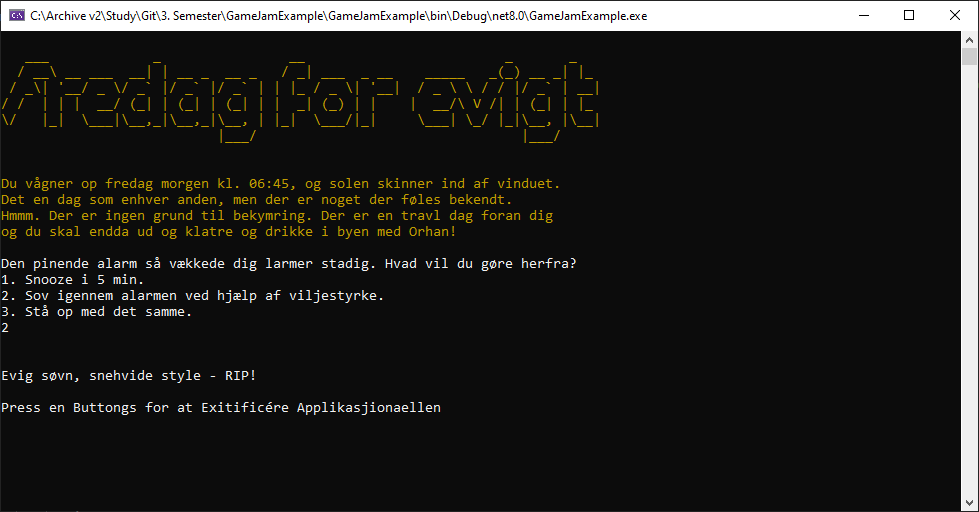 C:\Archive v2\Study\Git\3. Semester\GameJamExample\GameJamExample\bin\Debug\net8.0\GameJamExample.exe
Fredag For evigt
Du vågner op fredag morgen kl. 06:45, og solen skinner ind af vinduet.
Det en dag som enhver anden, men der er noget der føles bekendt.
Hmmm. Der er ingen grund til bekymring. Der er en travl dag foran dig
og du skal endda ud og klatre og drikke i byen med Orhan!
Den pinende alarm så vækkede dig larmer stadig. Hvad vil du gøre herfra?
1. Snooze i 5 min.
2. Sov igennem alarmen ved hjælp af viljestyrke.
3. Stå op med det samme.
2
Evig søvn, snehvide style - RIP!
Press en Buttongs for at Exitificére Applikasjionaellen